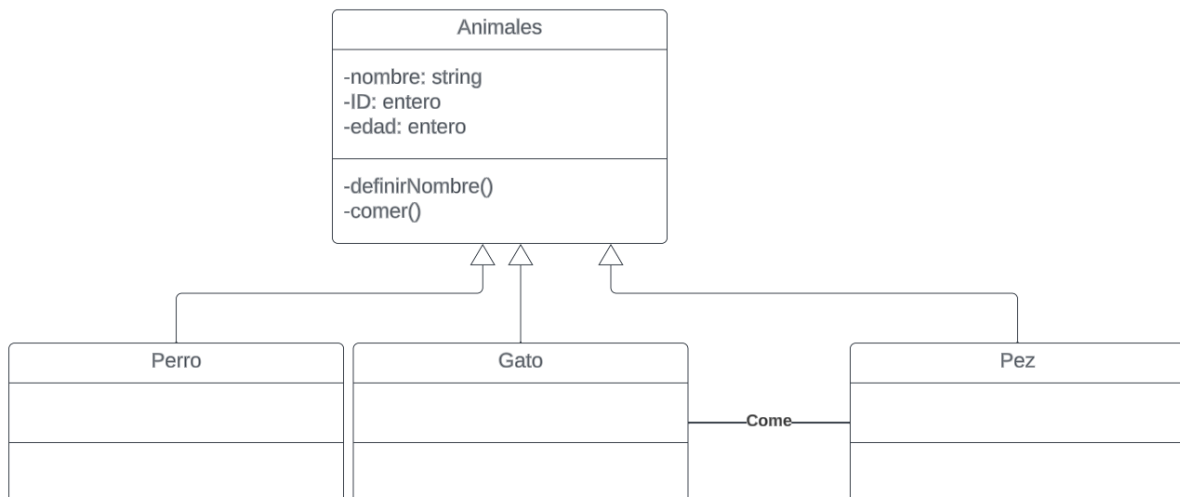 Animales
-nombre: string
-ID: entero
-edad: entero
-definirNombre()
-comer()
Perro
Gato
Pez
Come